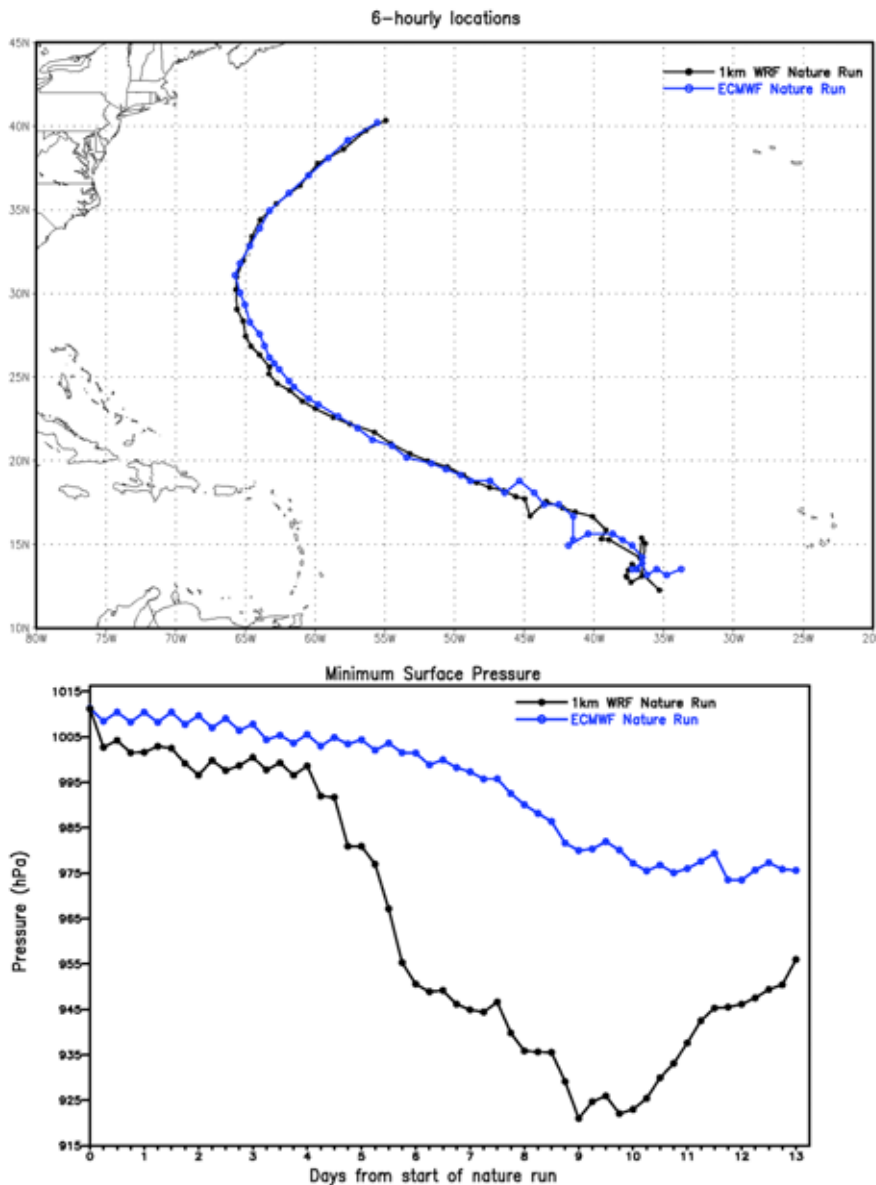 6-hourly locations
45N
1km WRF Nature Run
ECMWF Nature Run
40N
35N
30N
25N
20N
15N
10N
80W 75W 70W 65W 60W 55W 50W 45W 40W 35W 30W 25W 20
Minimum Surface Pressure
1015
1km WRF Nature Run
ECMWF Nature Run
1005
995
985
975
965
955
945
935
925
915
Pressure (hPa)
0 1 2 3 4 5 6 7 8 9 10 11 12 13
Days from start of nature run